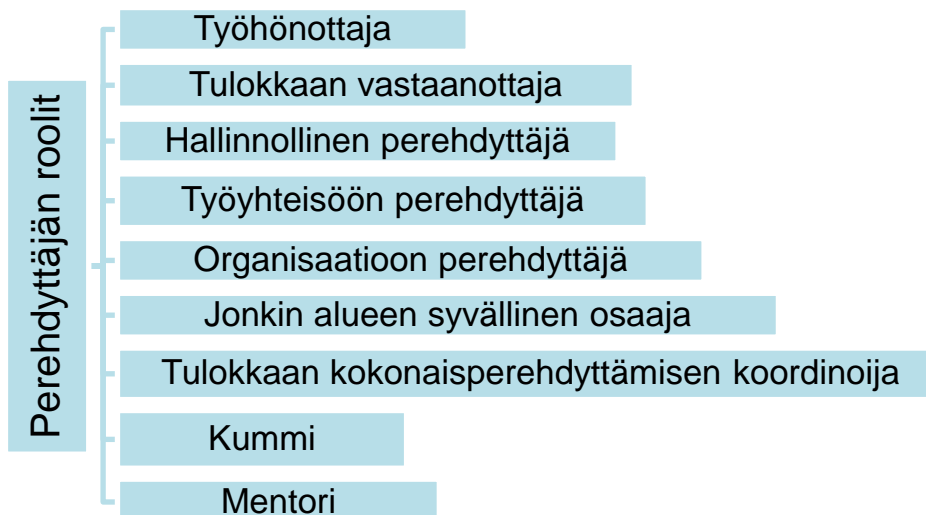 Perehdyttäjän roolit
Työhönottaja
Tulokkaan vastaanottaja
Hallinnollinen perehdyttäjä
Työyhteisöön perehdyttäjä
Organisaatioon perehdyttäjä
Jonkin alueen syvällinen osaaja
Tulokkaan kokonaisperehdyttämisen koordinoija
Kummi
Mentori